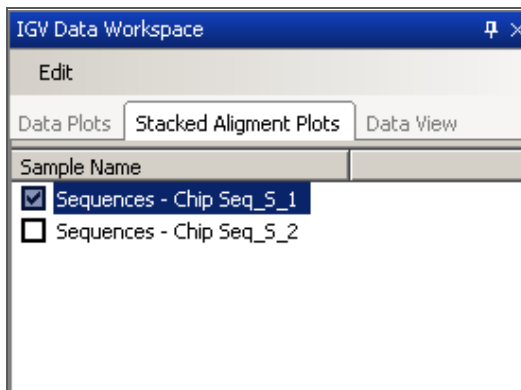 IGV Data Workspace
Edit
Data Plots Stacked Aligment Plots Data View
Sample Name
Sequences - Chip Seq_S_1
Sequences - Chip Seq_S_2